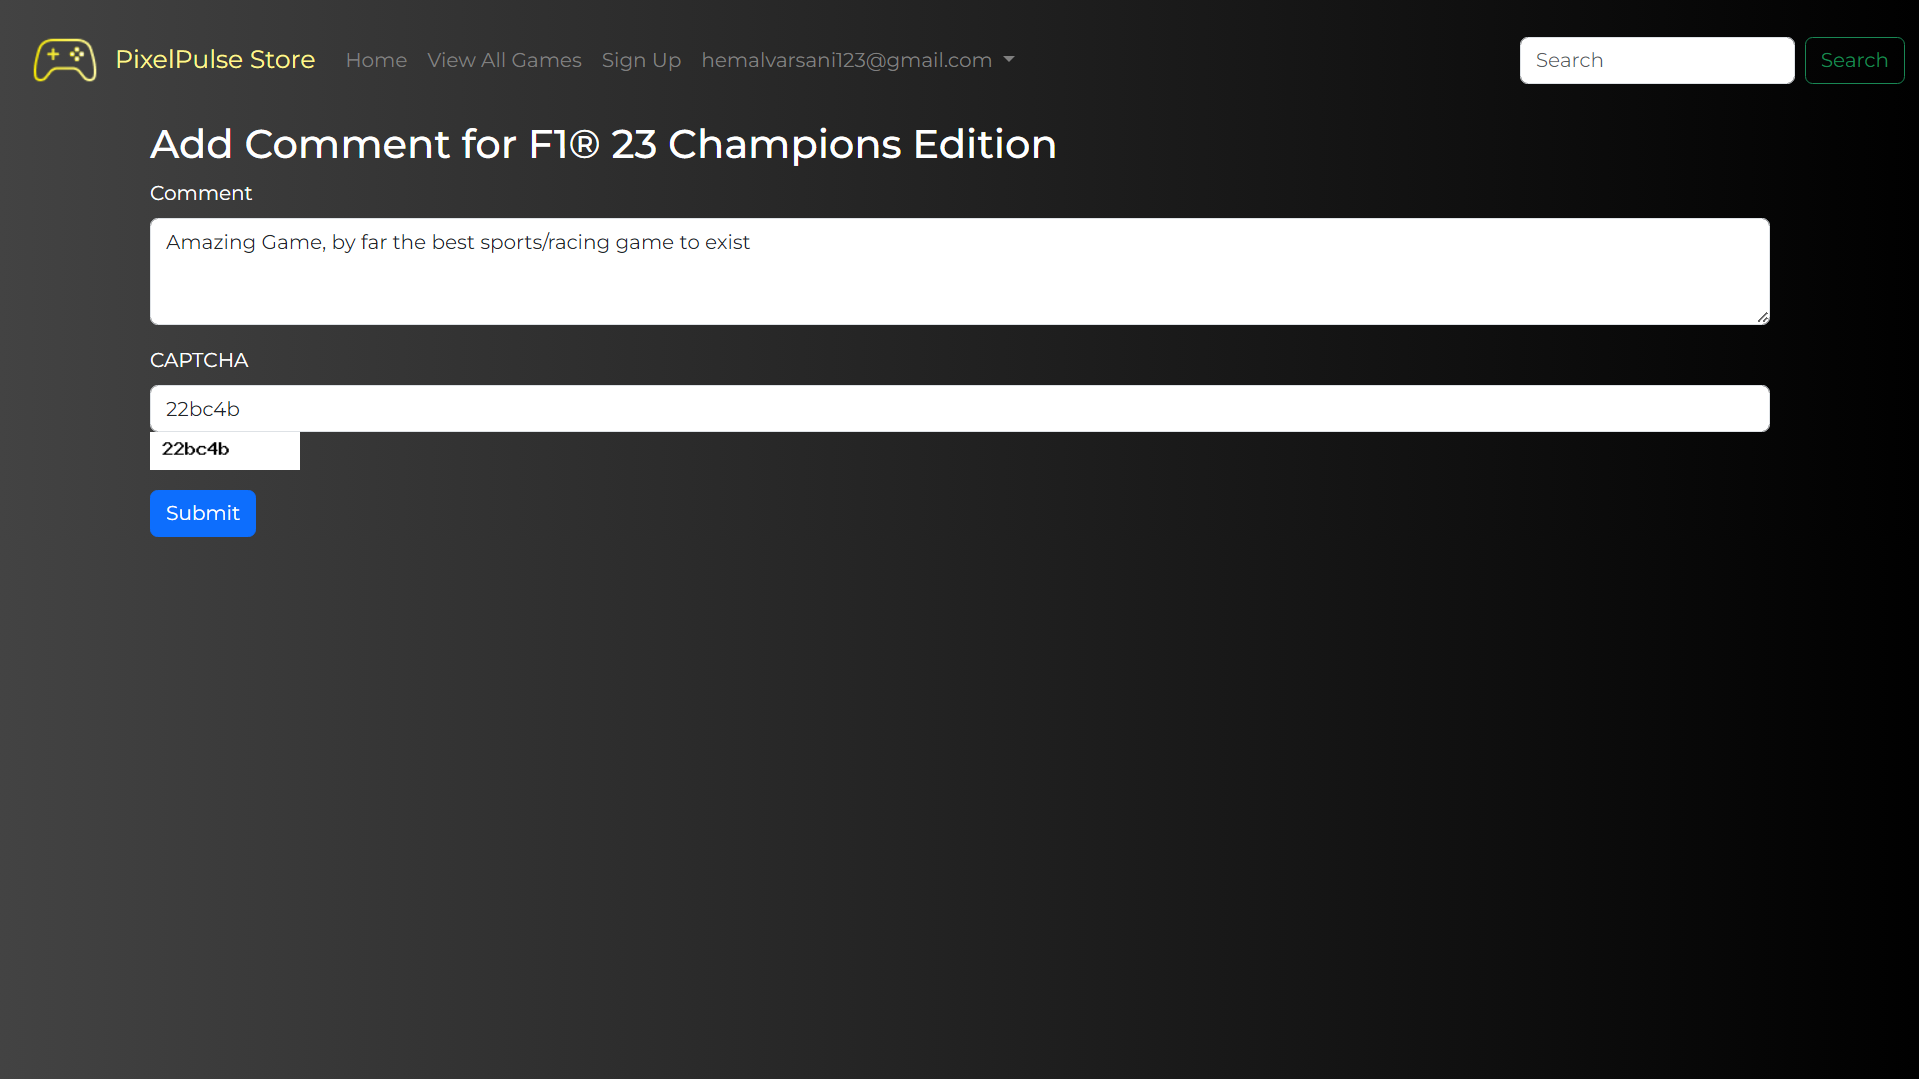 PixelPulse Store Home View All Games Sign Up hemalvarsani123@gmail.com Search Search
Add Comment for F1® 23 Champions Edition
Comment
Amazing Game, by far the best sports/racing game to exist
CAPTCHA
22bc4b
22bc4b
Submit